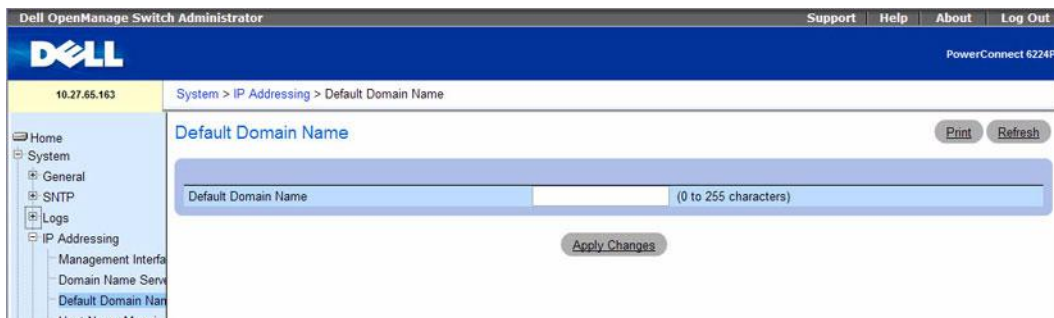 Dell OpenManage Switch Administrator
Support Help About Log Out
DELL
PowerConnect 6224P
10.27.65.163
System > IP Addressing > Default Domain Name
Home
System
General
SNTP
Logs
IP Addressing
Management Interfa
Domain Name Serve
Default Domain Nam
Default Domain Name
Print Refresh
Default Domain Name (0 to 255 characters)
Apply Changes